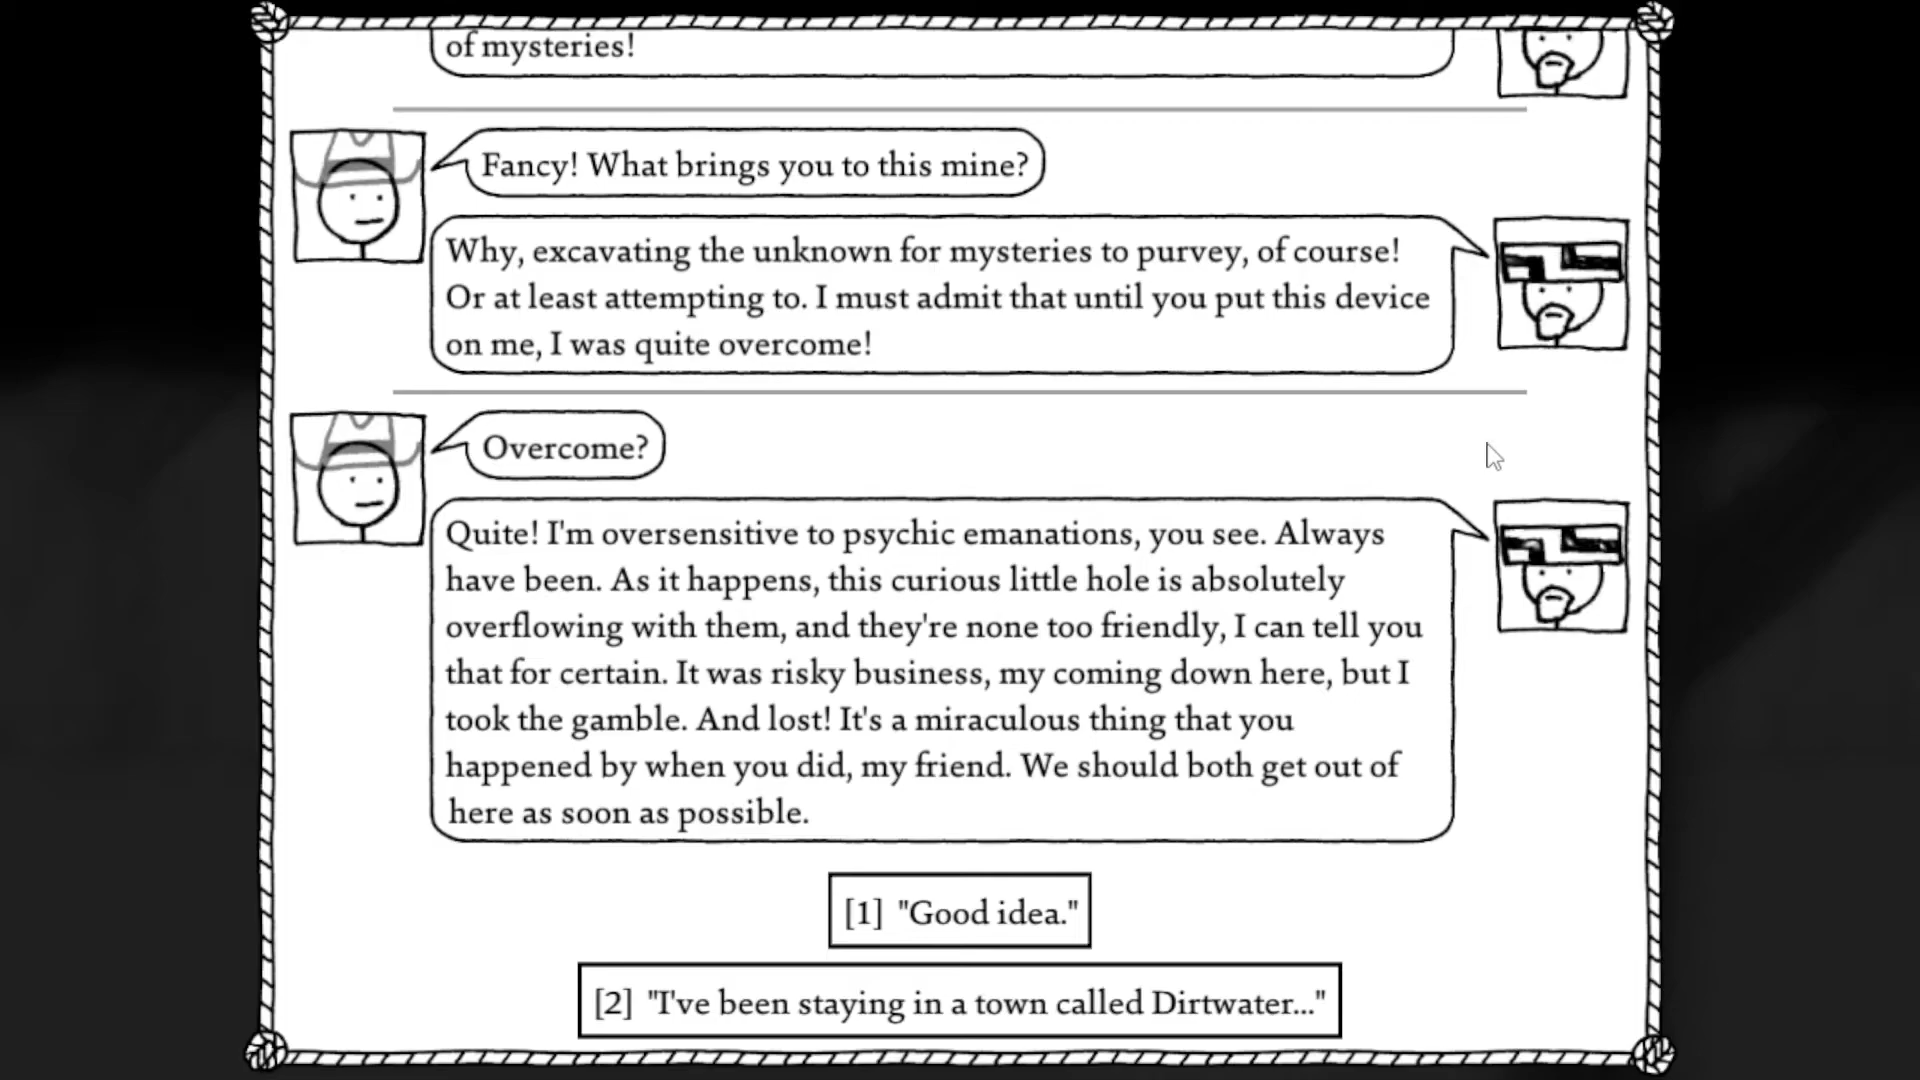 of mysteries!
Fancy! What brings you to this mine?
Why, excavating the unknown for mysteries to purvey, of course!
Or at least attempting to. I must admit that until you put this device
on me, I was quite overcome!
Overcome?
Quite! I'm oversensitive to psychic emanations, you see. Always
have been. As it happens, this curious little hole is absolutely
overflowing with them, and they're none too friendly, I can tell you
that for certain. It was risky business, my coming down here, but I
took the gamble. And lost! It's a miraculous thing that you
happened by when you did, my friend. We should both get out of
here as soon as possible.
[1] "Good idea."
[2] "I've been staying in a town called Dirtwater..."